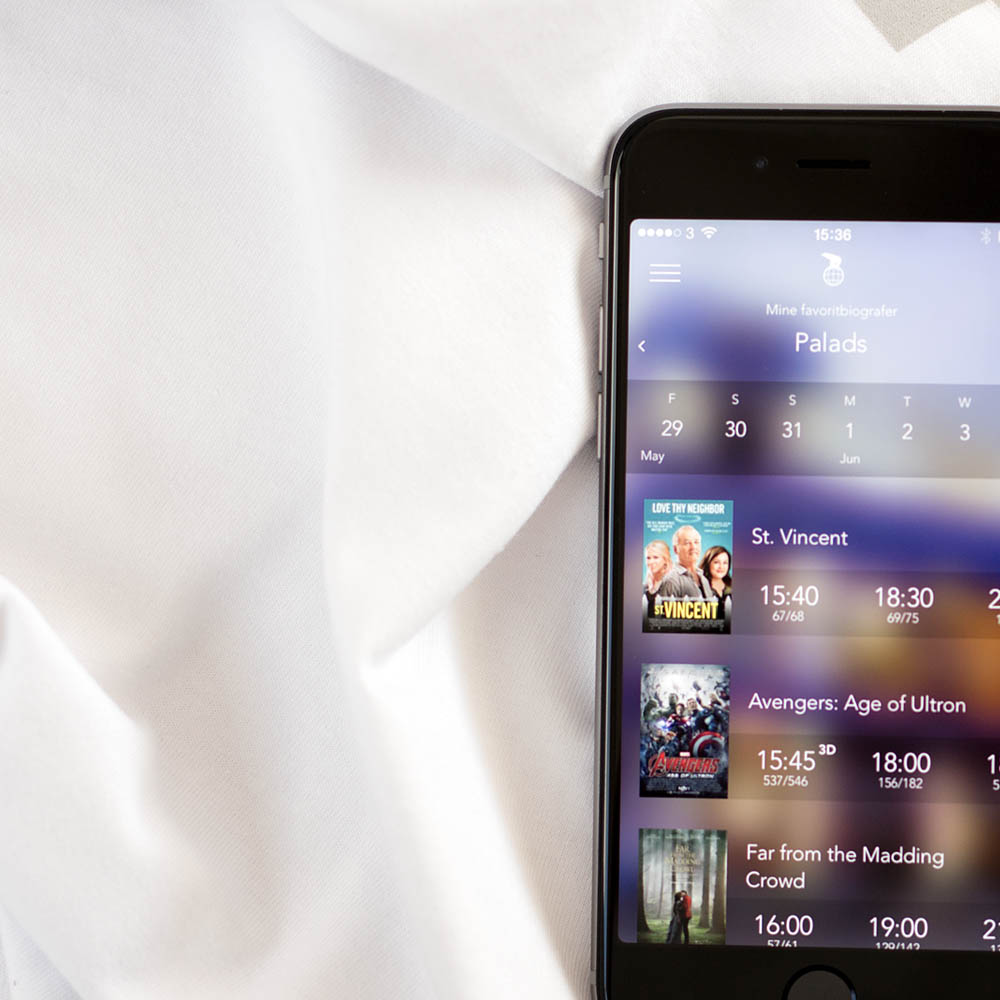 3
15:36
Mine favoritbiografer
Palads
F S S M T W
29 30 31 1 2 3
May Jun
LOVE THY NEIGHBOR
ST. VINCENT
St. Vincent
15:40 18:30
67/68 69/75
MARVEL
AVENGERS
AGE OF ULTRON
Avengers: Age of Ultron
15:45 3D 18:00
537/546 156/182
FAR
FROM THE
MADDING
CROWD
Far from the Madding
Crowd
16:00 19:00
57/61 129/142